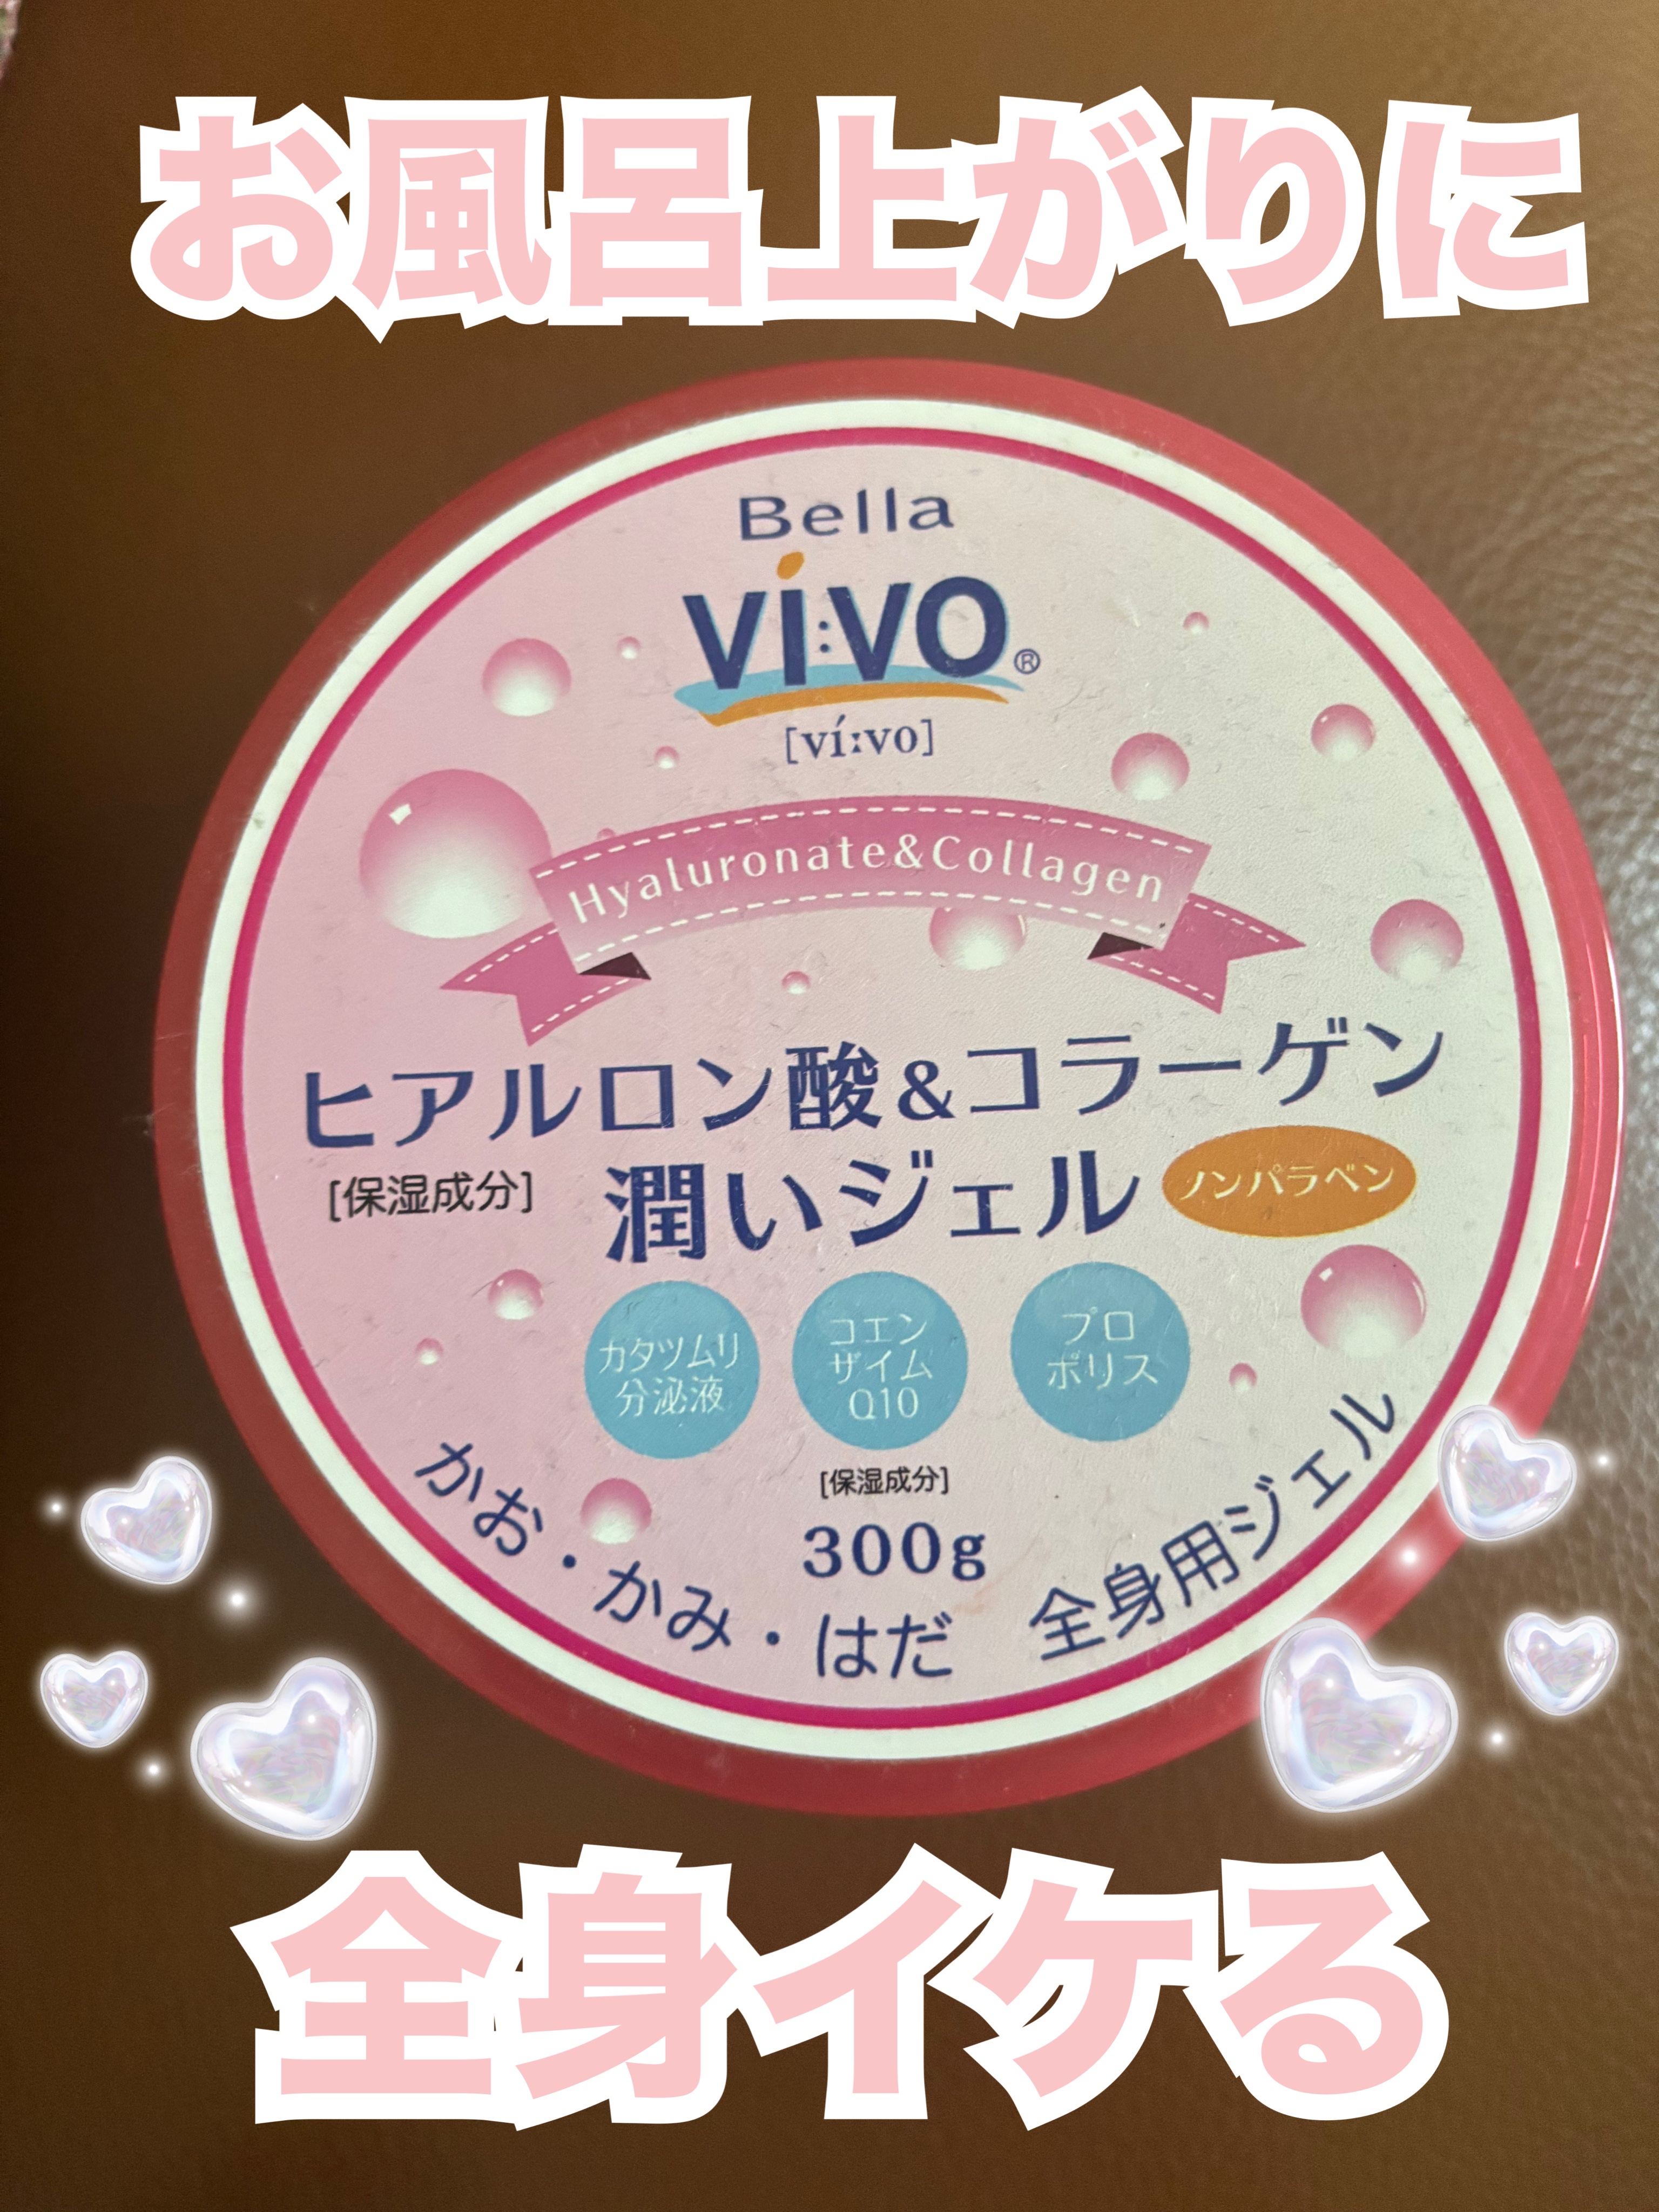 お風呂上がりに
Bella
ViVO®
[ví:vo]
Hyaluronate&Collagen
ヒアルロン酸&コラーゲン
[保湿成分] 潤いジェル ノンパラベン
カタツムリ
分泌液
コエン
ザイム
Q10
プロ
ポリス
[保湿成分]
300g
かお・かみ・はだ 全身用ジェル
全身イケる